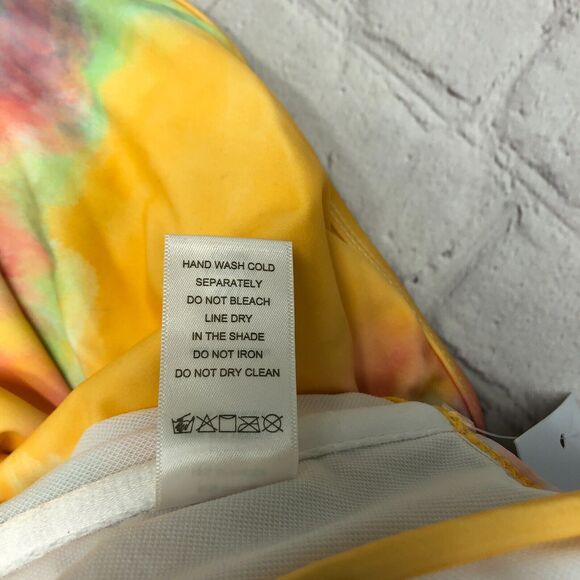 HAND WASH COLD
SEPARATELY
DO NOT BLEACH
LINE DRY
IN THE SHADE
DO NOT IRON
DO NOT DRY CLEAN